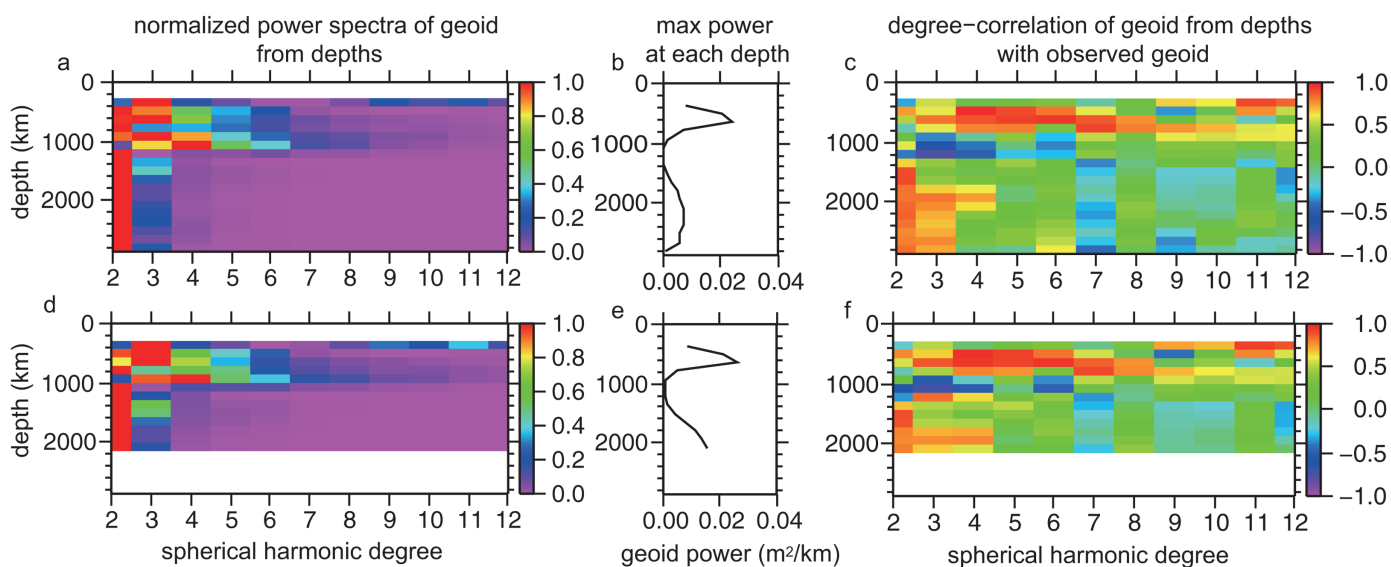 normalized power spectra of geoid
from depths
max power
at each depth
degree−correlation of geoid from depths
with observed geoid
a
b
c
0
1000
2000
depth (km)
2 3 4 5 6 7 8 9 10 11 12
1.0
0.8
0.6
0.4
0.2
0.0
0
1000
2000
0.00 0.02 0.04
0
1000
2000
2 3 4 5 6 7 8 9 10 11 12
1.0
0.5
0.0
−0.5
−1.0
d
e
f
0
1000
2000
depth (km)
2 3 4 5 6 7 8 9 10 11 12
spherical harmonic degree
1.0
0.8
0.6
0.4
0.2
0.0
0
1000
2000
0.00 0.02 0.04
geoid power (m²/km)
0
1000
2000
2 3 4 5 6 7 8 9 10 11 12
spherical harmonic degree
1.0
0.5
0.0
−0.5
−1.0